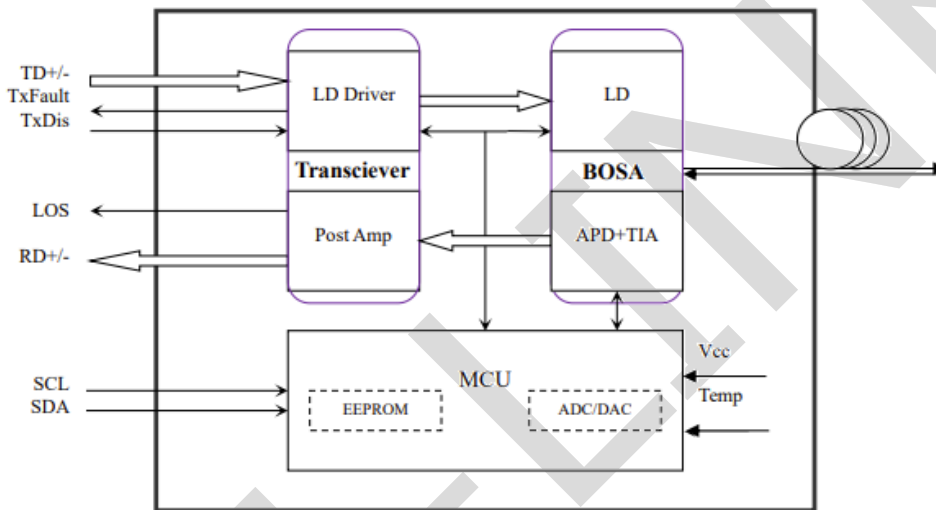 TD+/-
TxFault
TxDis
LD Driver
LD
Transciever
BOSA
LOS
Post Amp
APD+TIA
RD+/-
Vcc
MCU
SCL
Temp
SDA
EEPROM
ADC/DAC